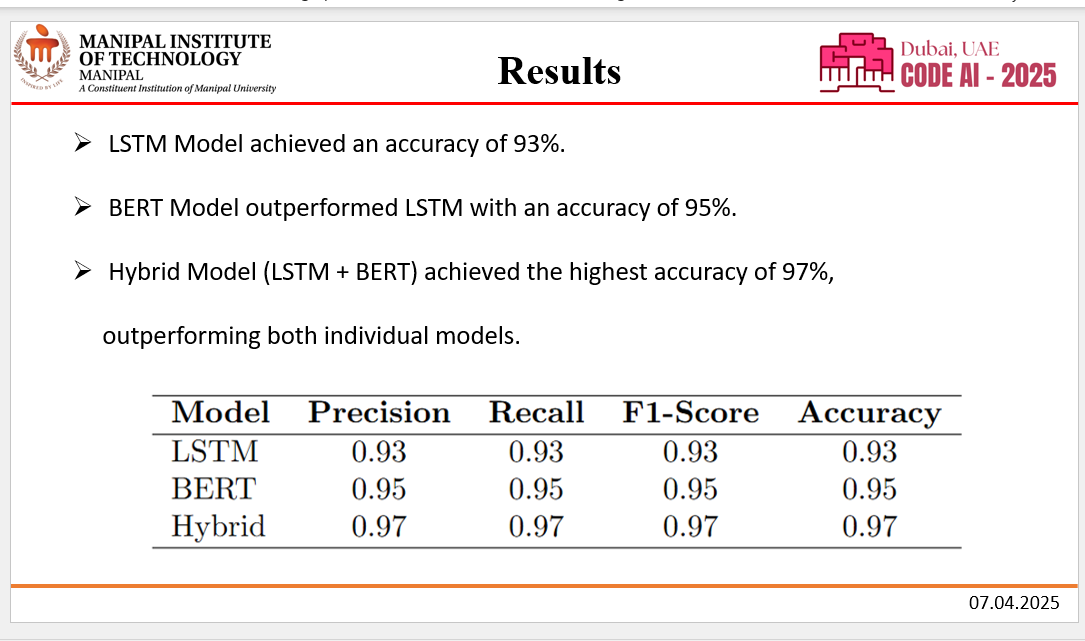 MANIPAL INSTITUTE
OF TECHNOLOGY
MANIPAL
A Constituent Institution of Manipal University
INSPIRED BY LIFE
Results
Dubai, UAE
CODE AI - 2025
➢ LSTM Model achieved an accuracy of 93%.
➢ BERT Model outperformed LSTM with an accuracy of 95%.
➢ Hybrid Model (LSTM + BERT) achieved the highest accuracy of 97%,
outperforming both individual models.
Model Precision Recall F1-Score Accuracy
LSTM 0.93 0.93 0.93 0.93
BERT 0.95 0.95 0.95 0.95
Hybrid 0.97 0.97 0.97 0.97
07.04.2025